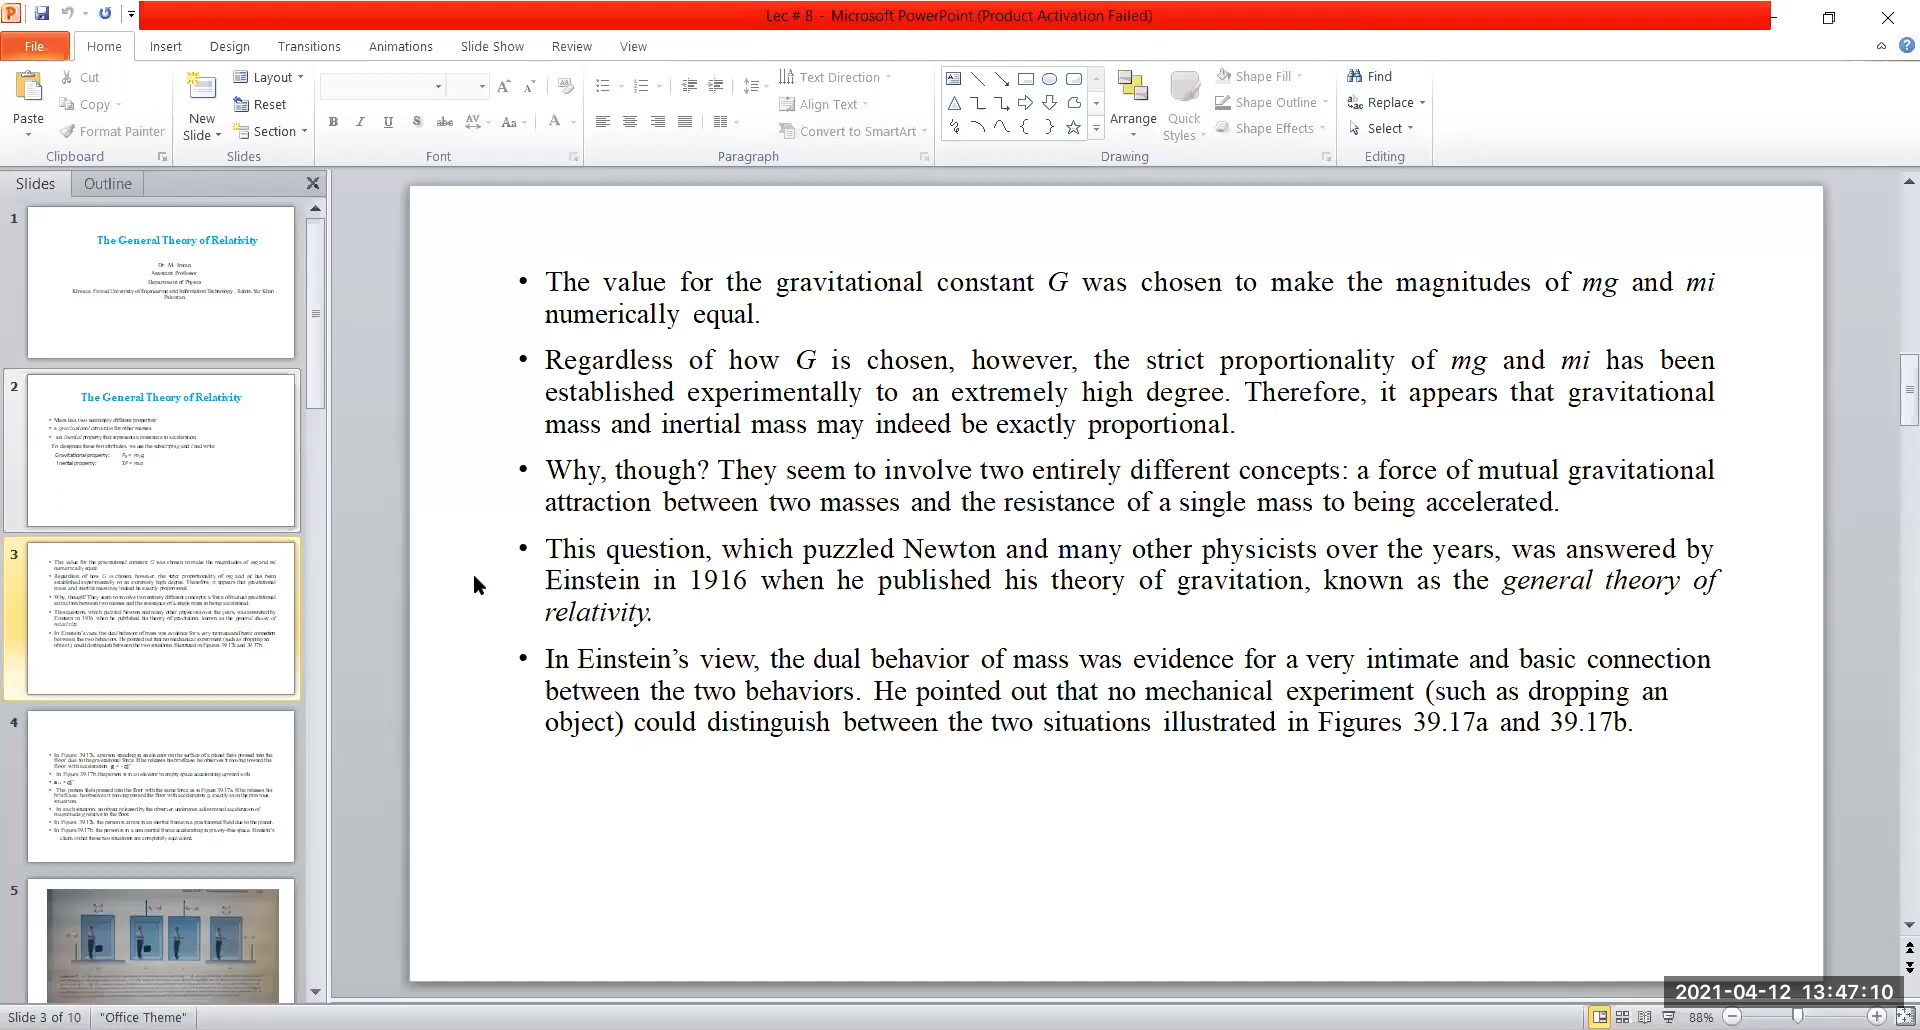 Lec # 8 - Microsoft PowerPoint (Product Activation Failed)
File Home Insert Design Transitions Animations Slide Show Review View
Paste
Cut
Copy
Format Painter
Clipboard
New
Slide
Layout
Reset
Section
Slides
Font
Text Direction
Align Text
Convert to SmartArt
Paragraph
Arrange
Quick
Styles
Shape Fill
Shape Outline
Shape Effects
Drawing
Find
Replace
Select
Editing
Slides Outline
1
The General Theory of Relativity
Assistant Professor
Department of Physics
2
The General Theory of Relativity
3
4
5
• The value for the gravitational constant G was chosen to make the magnitudes of mg and mi
numerically equal.
• Regardless of how G is chosen, however, the strict proportionality of mg and mi has been
established experimentally to an extremely high degree. Therefore, it appears that gravitational
mass and inertial mass may indeed be exactly proportional.
• Why, though? They seem to involve two entirely different concepts: a force of mutual gravitational
attraction between two masses and the resistance of a single mass to being accelerated.
• This question, which puzzled Newton and many other physicists over the years, was answered by
Einstein in 1916 when he published his theory of gravitation, known as the general theory of
relativity.
• In Einstein’s view, the dual behavior of mass was evidence for a very intimate and basic connection
between the two behaviors. He pointed out that no mechanical experiment (such as dropping an
object) could distinguish between the two situations illustrated in Figures 39.17a and 39.17b.
2021-04-12 13:47:10
Slide 3 of 10 "Office Theme" 88%